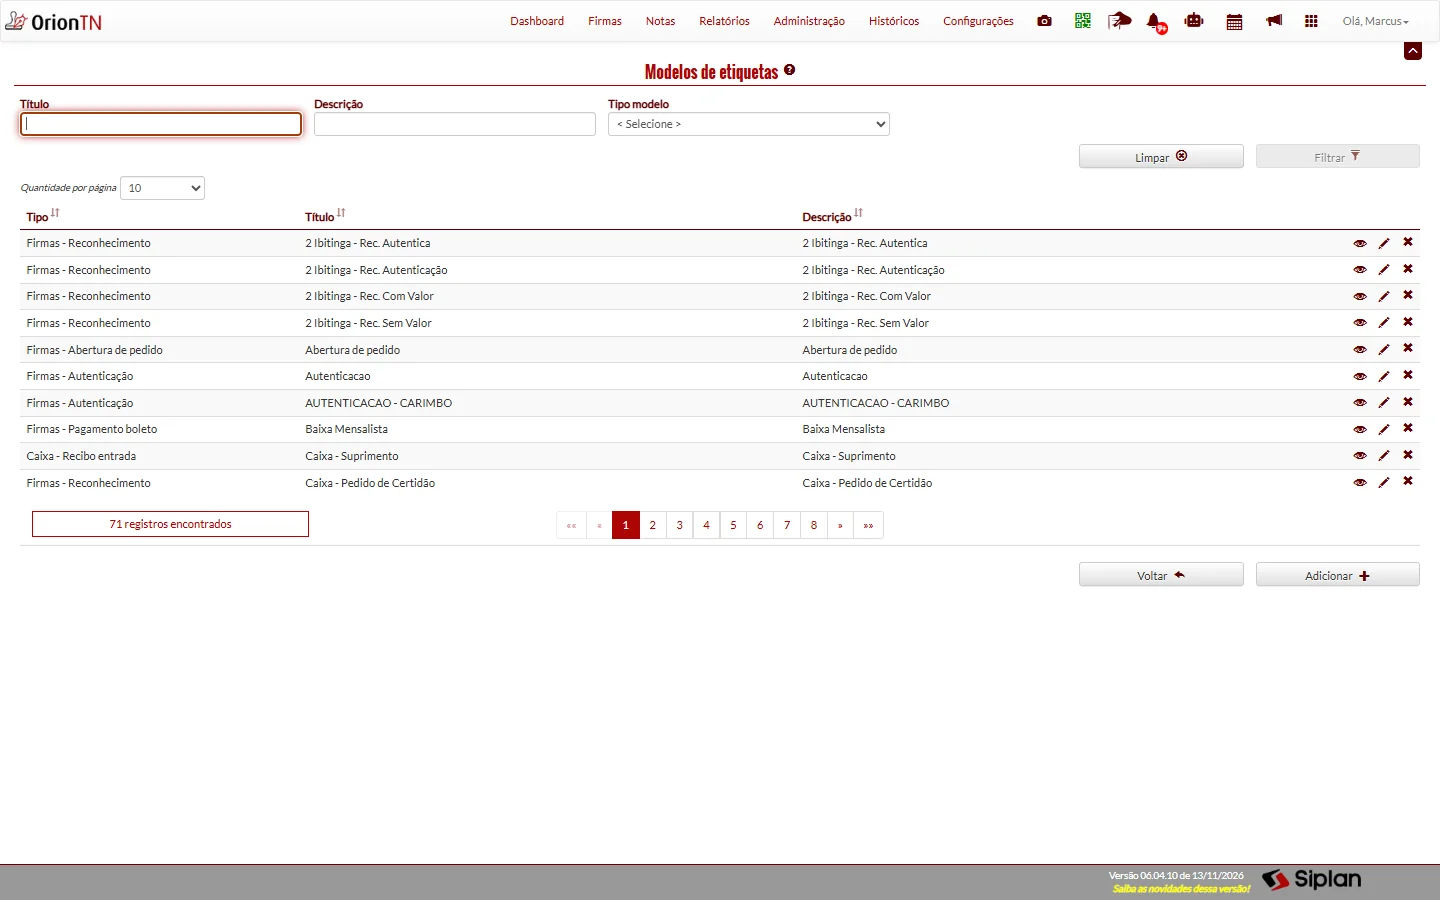 OrionTN
Dashboard Firmas Notas Relatórios Administração Históricos Configurações 9+ Olá, Marcus
Modelos de etiquetas ?
Título Descrição Tipo modelo
< Selecione >
Limpar Filtrar
Quantidade por página 10
Tipo Título Descrição
Firmas - Reconhecimento 2 Ibitinga - Rec. Autentica 2 Ibitinga - Rec. Autentica
Firmas - Reconhecimento 2 Ibitinga - Rec. Autenticação 2 Ibitinga - Rec. Autenticação
Firmas - Reconhecimento 2 Ibitinga - Rec. Com Valor 2 Ibitinga - Rec. Com Valor
Firmas - Reconhecimento 2 Ibitinga - Rec. Sem Valor 2 Ibitinga - Rec. Sem Valor
Firmas - Abertura de pedido Abertura de pedido Abertura de pedido
Firmas - Autenticação Autenticacao Autenticacao
Firmas - Autenticação AUTENTICACAO - CARIMBO AUTENTICACAO - CARIMBO
Firmas - Pagamento boleto Baixa Mensalista Baixa Mensalista
Caixa - Recibo entrada Caixa - Suprimento Caixa - Suprimento
Firmas - Reconhecimento Caixa - Pedido de Certidão Caixa - Pedido de Certidão
71 registros encontrados «« « 1 2 3 4 5 6 7 8 » »»
Voltar Adicionar
Versão 06.04.10 de 13/11/2026
Saiba as novidades dessa versão!
Siplan